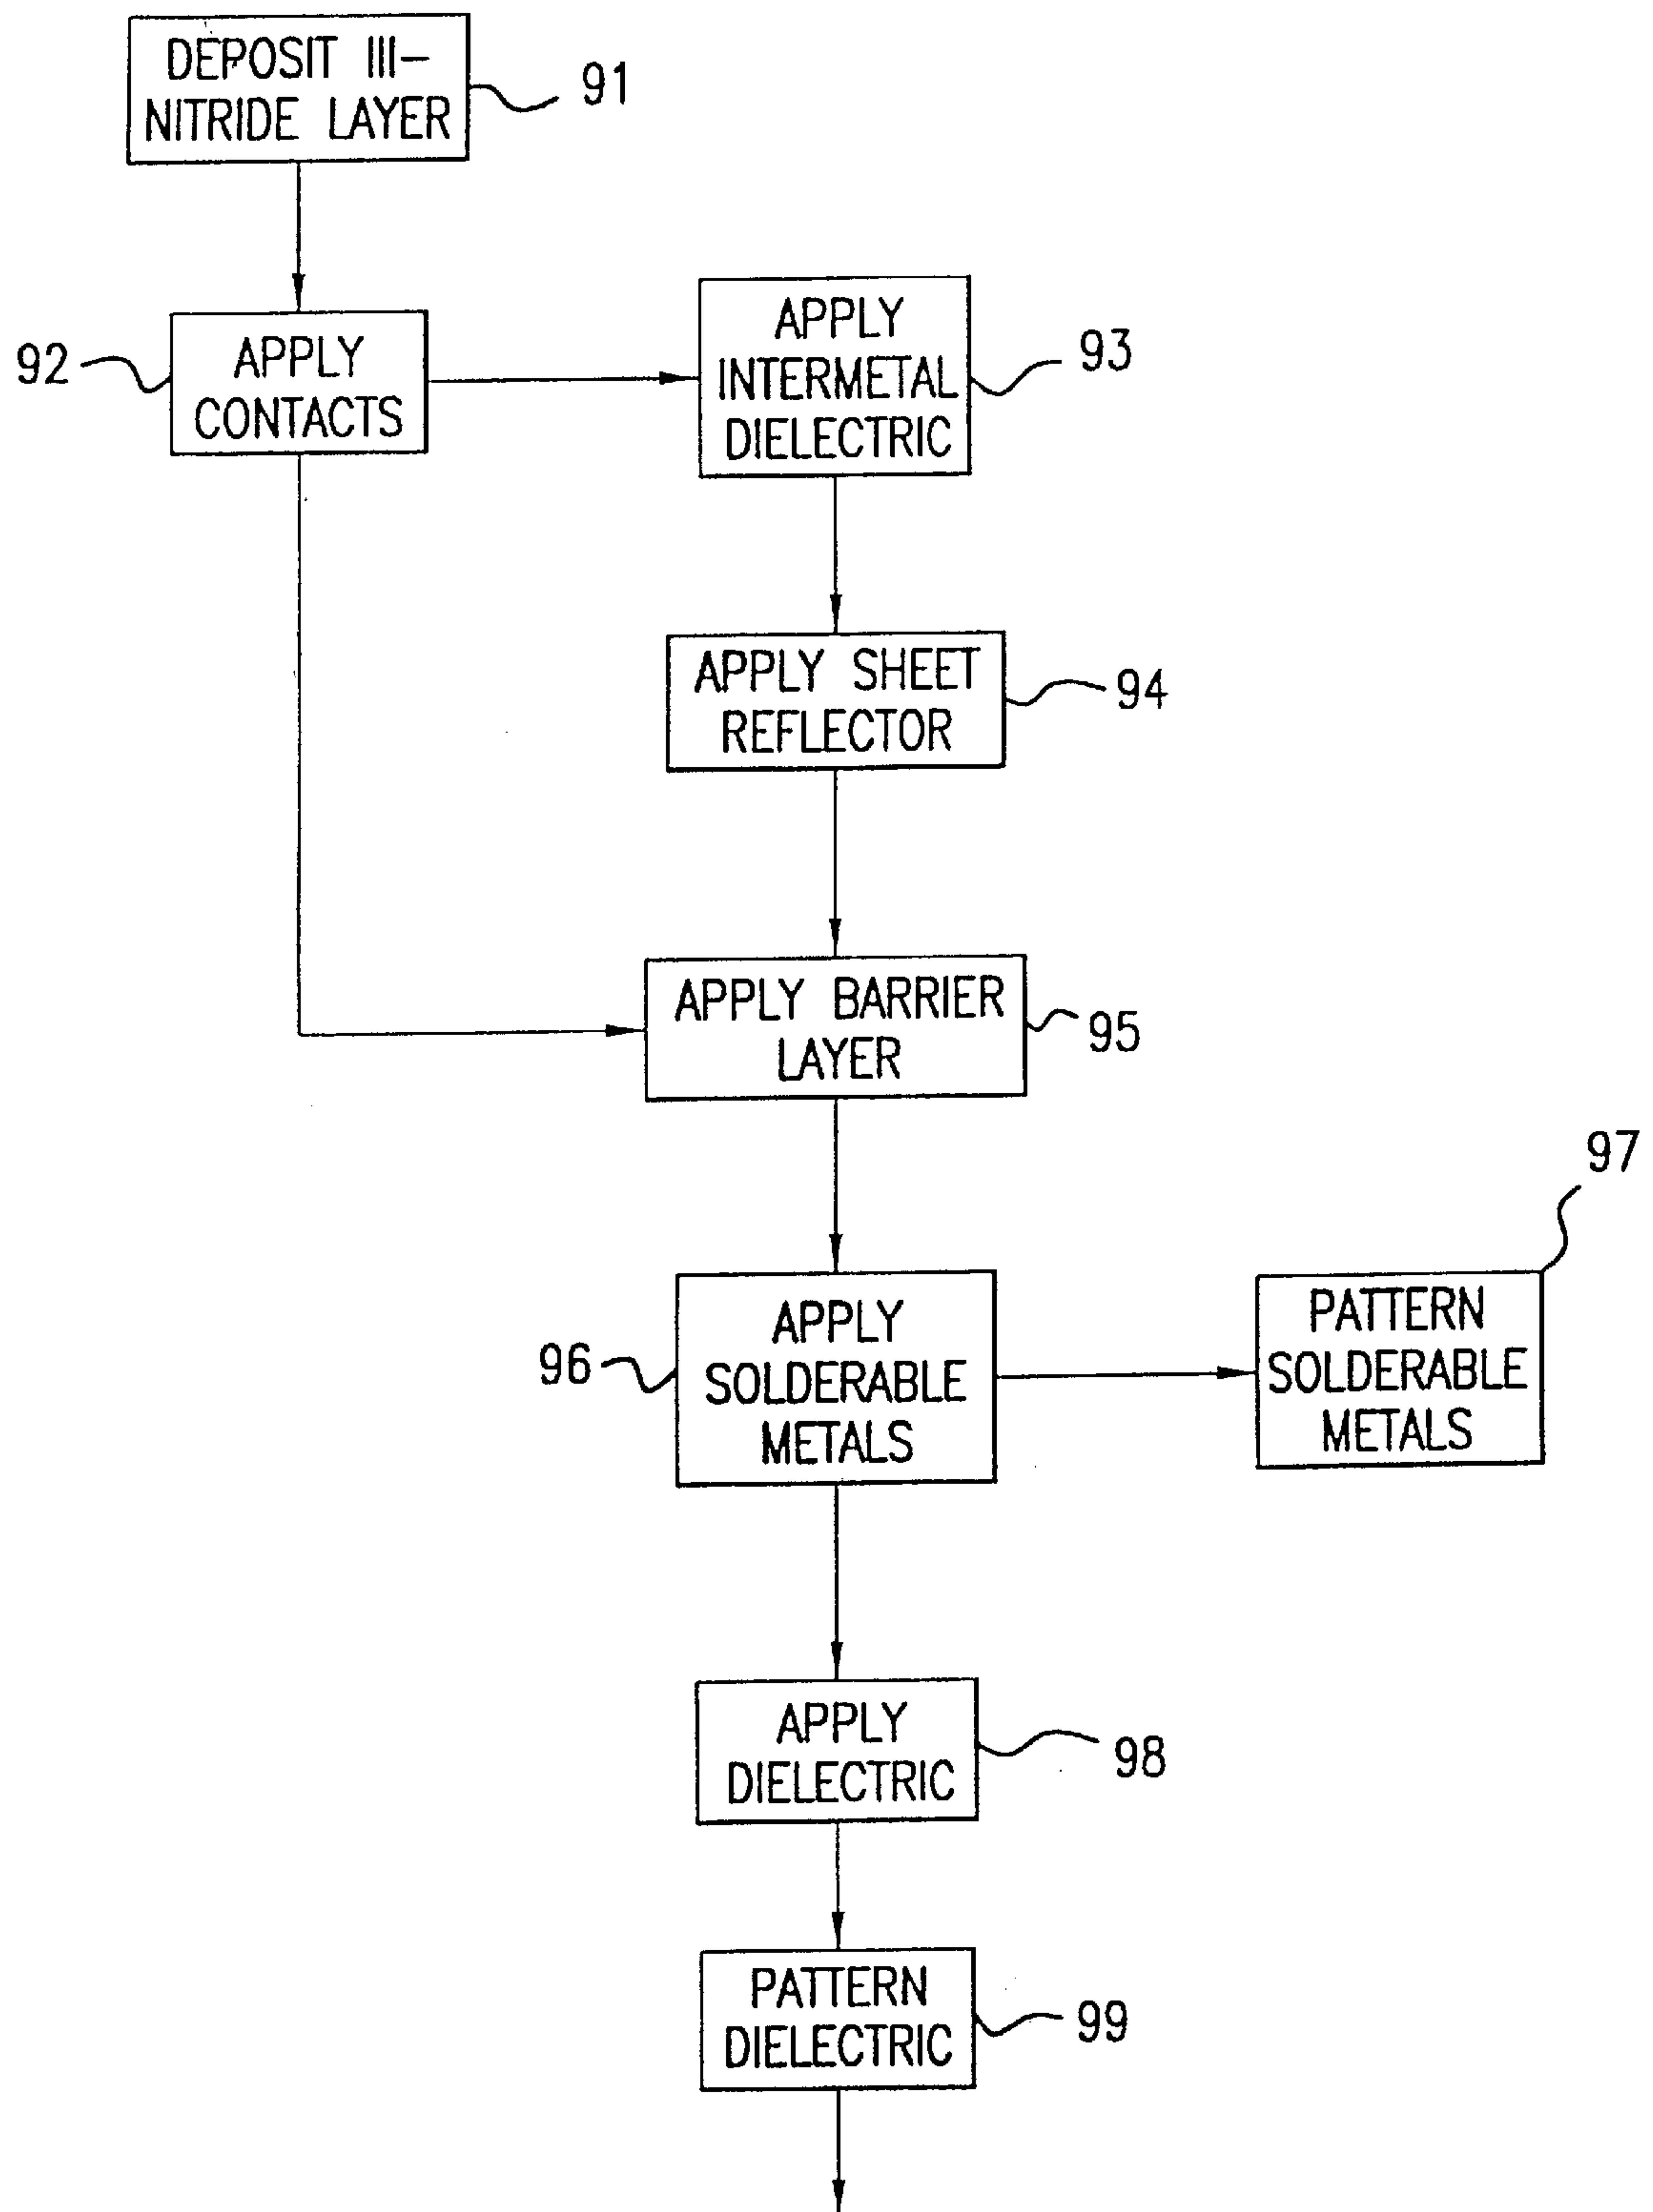 DEPOSIT III-
NITRIDE LAYER
91
92
APPLY
CONTACTS
APPLY
INTERMETAL
DIELECTRIC
93
APPLY SHEET
REFLECTOR
94
APPLY BARRIER
LAYER
95
96
APPLY
SOLDERABLE
METALS
97
PATTERN
SOLDERABLE
METALS
APPLY
DIELECTRIC
98
PATTERN
DIELECTRIC
99